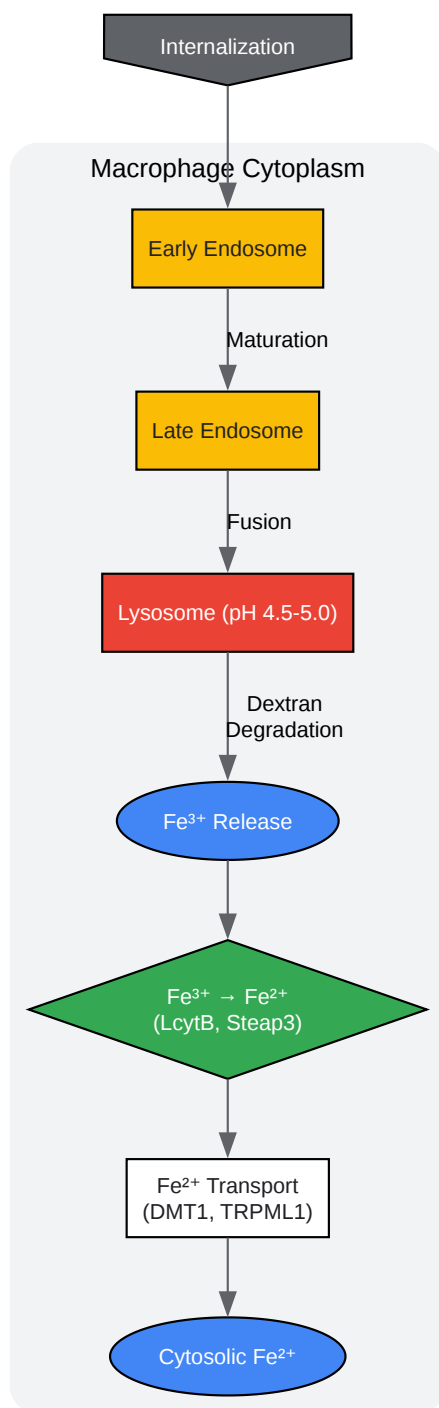 Internalization
Macrophage Cytoplasm
Early Endosome
Maturation
Late Endosome
Fusion
Lysosome (pH 4.5-5.0)
Dextran
Degradation
Fe³⁺ Release
Fe³⁺ → Fe²⁺
(LcytB, Steap3)
Fe²⁺ Transport
(DMT1, TRPML1)
Cytosolic Fe²⁺